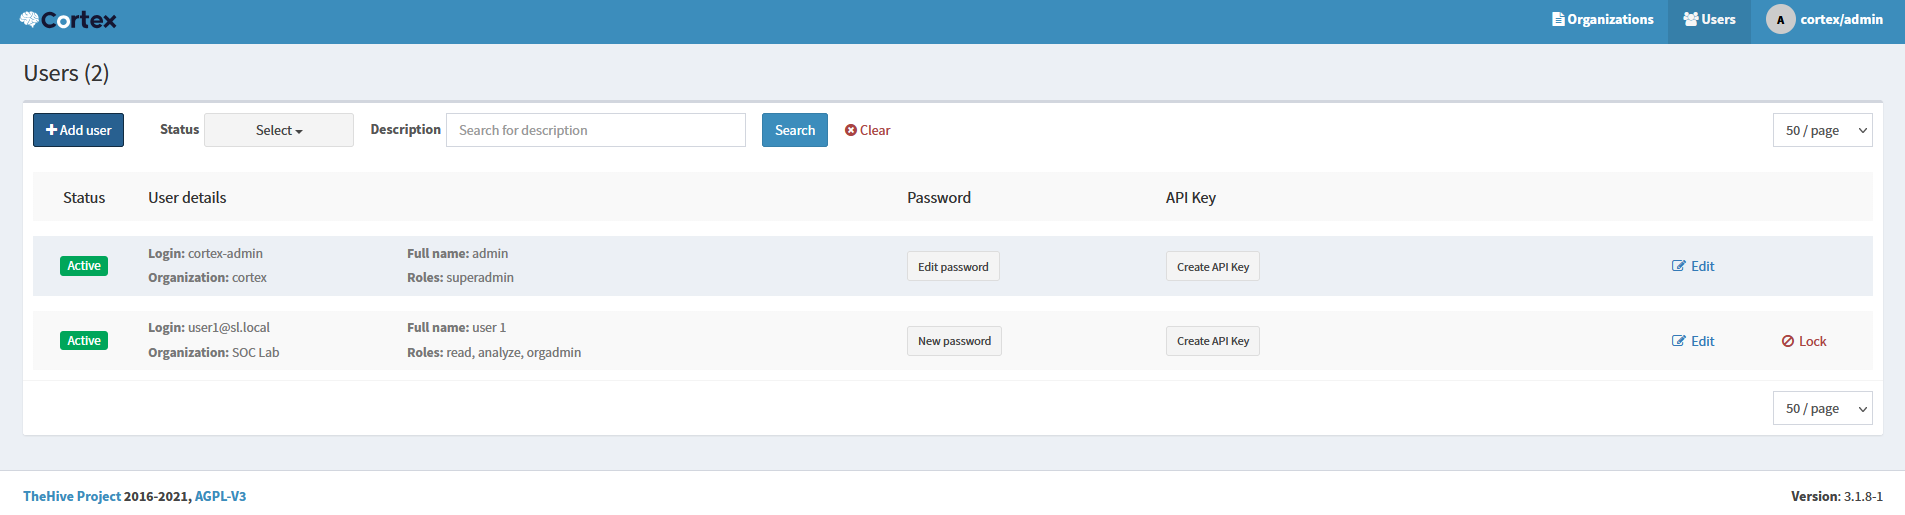 Cortex Organizations Users A cortex/admin
Users (2)
Add user Status Select Description Search for description Search Clear 50 / page
Status User details Password API Key
Active Login: cortex-admin Full name: admin Edit password Create API Key Edit
Organization: cortex Roles: superadmin
Active Login: user1@sl.local Full name: user 1 New password Create API Key Edit Lock
Organization: SOC Lab Roles: read, analyze, orgadmin
50 / page
TheHive Project 2016-2021, AGPL-V3 Version: 3.1.8-1